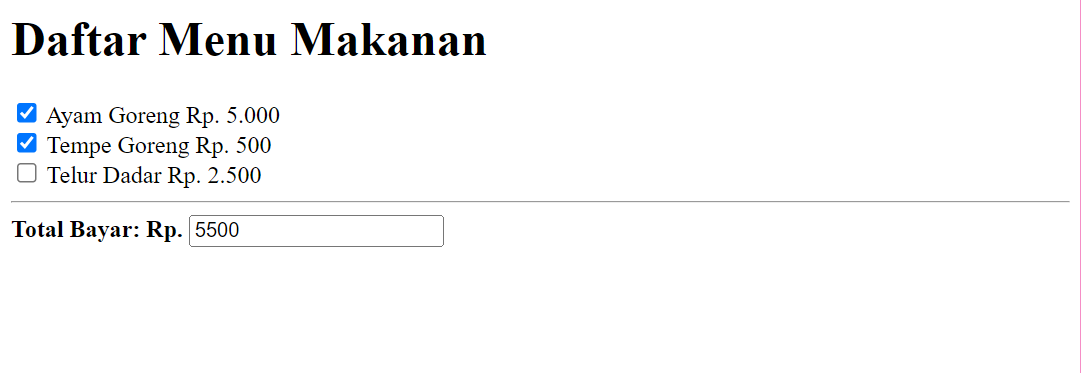 Daftar Menu Makanan
Ayam Goreng Rp. 5.000
Tempe Goreng Rp. 500
Telur Dadar Rp. 2.500
Total Bayar: Rp. 5500